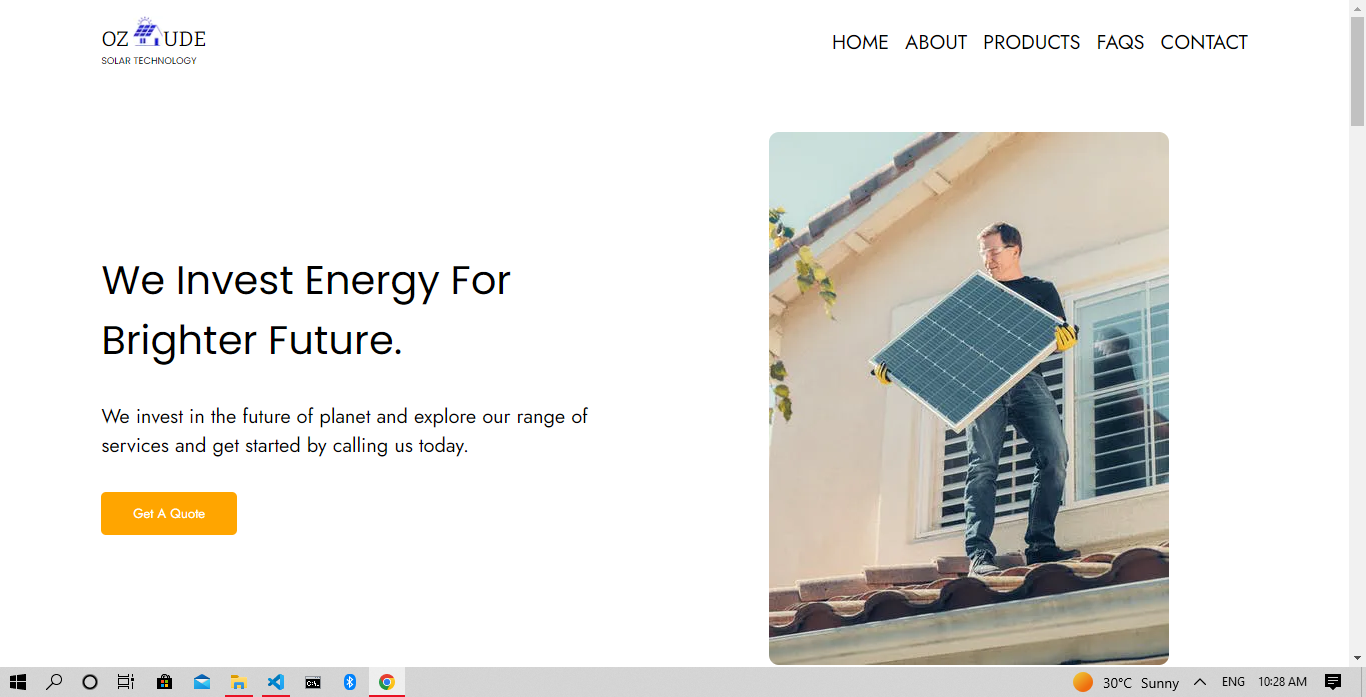 OZ UDE
SOLAR TECHNOLOGY
HOME ABOUT PRODUCTS FAQS CONTACT
We Invest Energy For
Brighter Future.
We invest in the future of planet and explore our range of
services and get started by calling us today.
Get A Quote
30°C Sunny ENG 10:28 AM